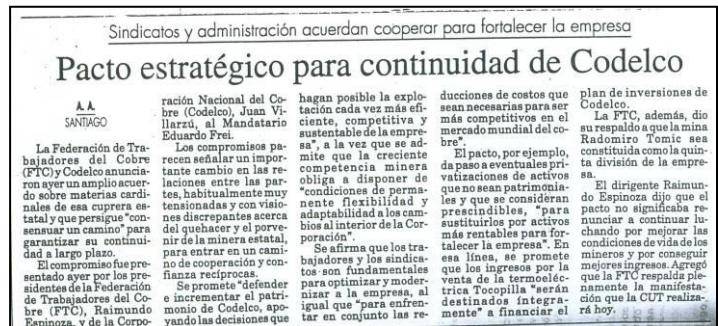 Sindicatos y administración acuerdan cooperar para fortalecer la empresa
Pacto estratégico para continuidad de Codelco
A. A.
SANTIAGO
La Federación de Tra-
bajadores del Cobre
(FTC) y Codelco anuncia-
ron ayer un amplio acuer-
do sobre materias cardi-
nales de esa cuprera es-
tatal y que persigue "con-
sensuar un camino" para
garantizar su continui-
dad a largo plazo.
El compromiso fue pre-
sentado ayer por los pre-
sidentes de la Federación
de Trabajadores del Co-
bre (FTC), Raimundo
Espinoza, y de la Corpo-
ración Nacional del Co-
bre (Codelco), Juan Vi-
llarzú, al Mandatario
Eduardo Frei.
Los compromisos pa-
recen señalar un impor-
tante cambio en las re-
laciones entre las par-
tes, habitualmente muy
tensionadas y con visio-
nes discrepantes acerca
del quehacer y el porve-
nir de la minera estatal,
para entrar en un cami-
no de cooperación y con-
fianza recíprocas.
Se promete "defender
e incrementar el patri-
monio de Codelco, apo-
yando las decisiones que
hagan posible la explo-
tación cada vez más efi-
ciente, competitiva y
sustentable de la empre-
sa", a la vez que se ad-
mite que la creciente
competencia minera
obliga a disponer de
"condiciones de perma-
nente flexibilidad y
adaptabilidad a los cam-
bios al interior de la Cor-
poración".
Se afirma que los tra-
bajadores y los sindica-
tos son fundamentales
para optimizar y moder-
nizar a la empresa, al
igual que "para enfren-
tar en conjunto las re-
ducciones de costos que
sean necesarias para ser
más competitivos en el
mercado mundial del co-
bre".
El pacto, por ejemplo,
da paso a eventuales pri-
vatizaciones de activos
que no sean patrimonia-
les y que se consideran
prescindibles, "para
sustituirlos por activos
más rentables para for-
talecer la empresa". En
esa línea, se promete
que los ingresos por la
venta de la termoeléc-
trica Tocopilla "serán
destinados íntegra-
mente" a financiar el
plan de inversiones de
Codelco.
La FTC, además, dio
su respaldo a que la mina
Radomiro Tomic sea
constituida como la quin-
ta división de la empre-
sa.
El dirigente Raimun-
do Espinoza dijo que el
pacto no significaba re-
nunciar a continuar lu-
chando por mejorar las
condiciones de vida de los
mineros y por conseguir
mejores ingresos. Agregó
que la FTC respalda ple-
namente la manifesta-
ción que la CUT realiza-
rá hoy.